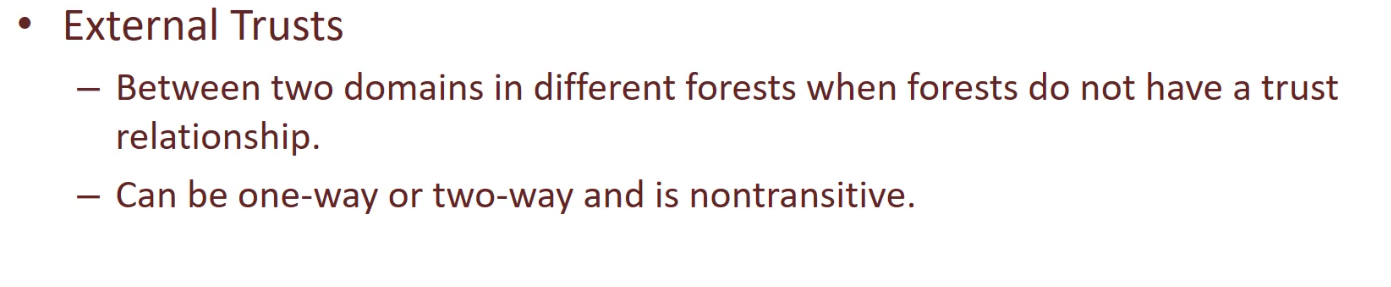 • External Trusts
– Between two domains in different forests when forests do not have a trust
relationship.
– Can be one-way or two-way and is nontransitive.